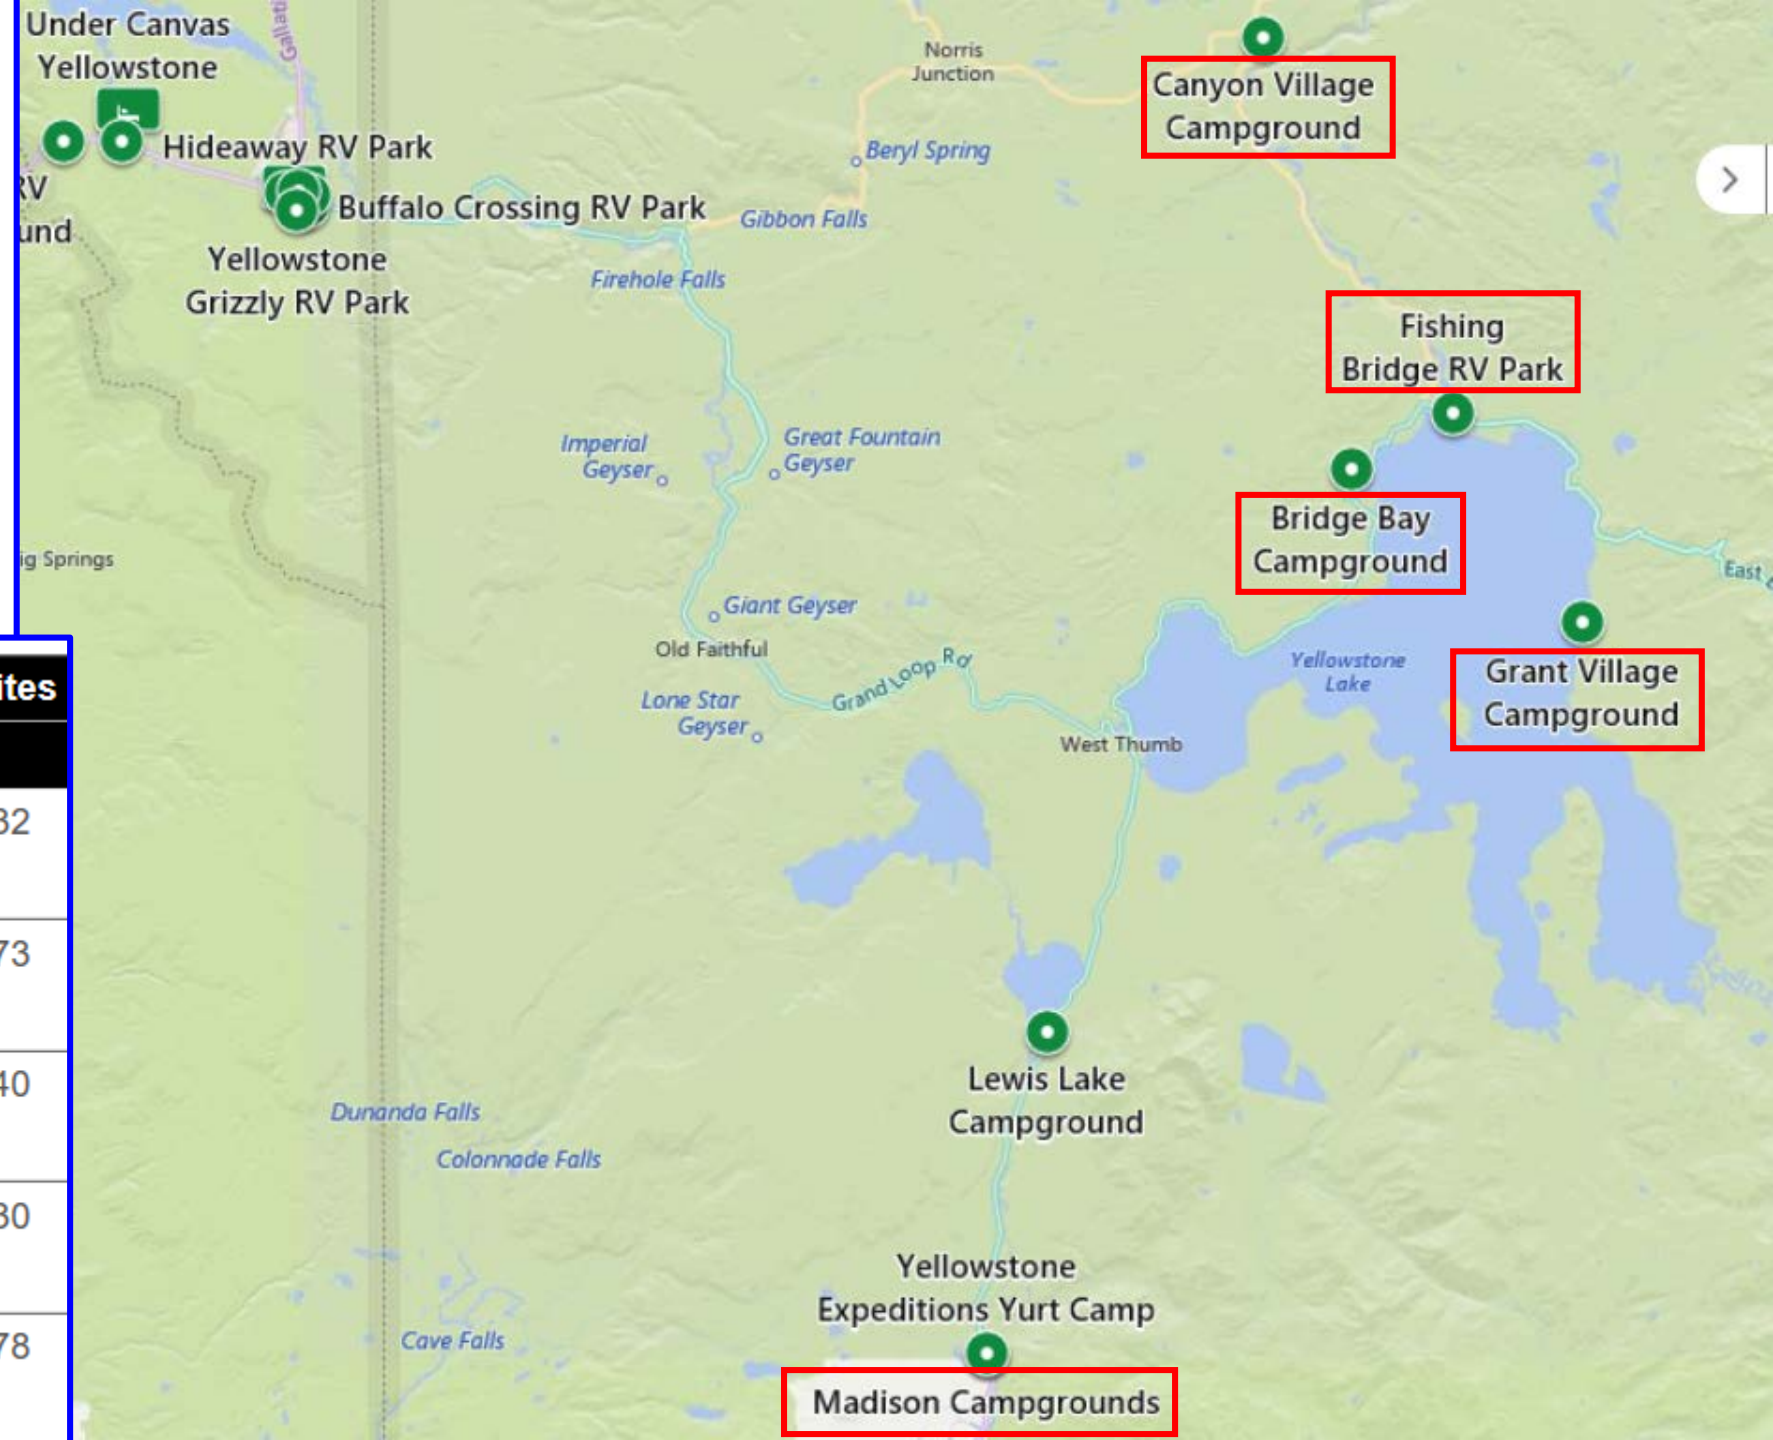 Under Canvas
Yellowstone
Gallati
Norris
Junction
Canyon Village
Campground
Hideaway RV Park
Beryl Spring
RV
und
Buffalo Crossing RV Park
Gibbon Falls
Yellowstone
Grizzly RV Park
Firehole Falls
Fishing
Bridge RV Park
Imperial
Geyser
Great Fountain
Geyser
Bridge Bay
Campground
ig Springs
East
Giant Geyser
Old Faithful
Grand Loop Rd
Yellowstone
Lake
Grant Village
Campground
ites
Lone Star
Geyser
West Thumb
32
73
Lewis Lake
Campground
40
Dunanda Falls
Colonnade Falls
30
Yellowstone
Expeditions Yurt Camp
Cave Falls
78
Madison Campgrounds